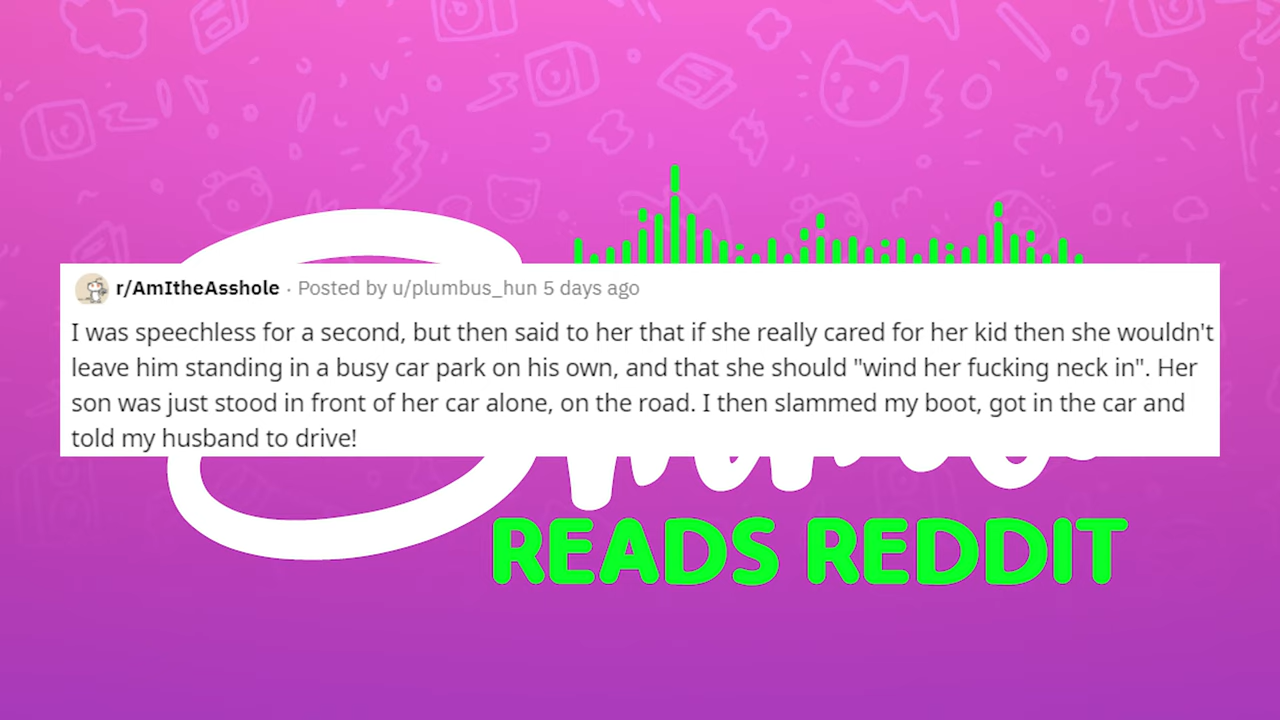 r/AmItheAsshole · Posted by u/plumbus_hun 5 days ago
I was speechless for a second, but then said to her that if she really cared for her kid then she wouldn't
leave him standing in a busy car park on his own, and that she should "wind her fucking neck in". Her
son was just stood in front of her car alone, on the road. I then slammed my boot, got in the car and
told my husband to drive!
READS REDDIT